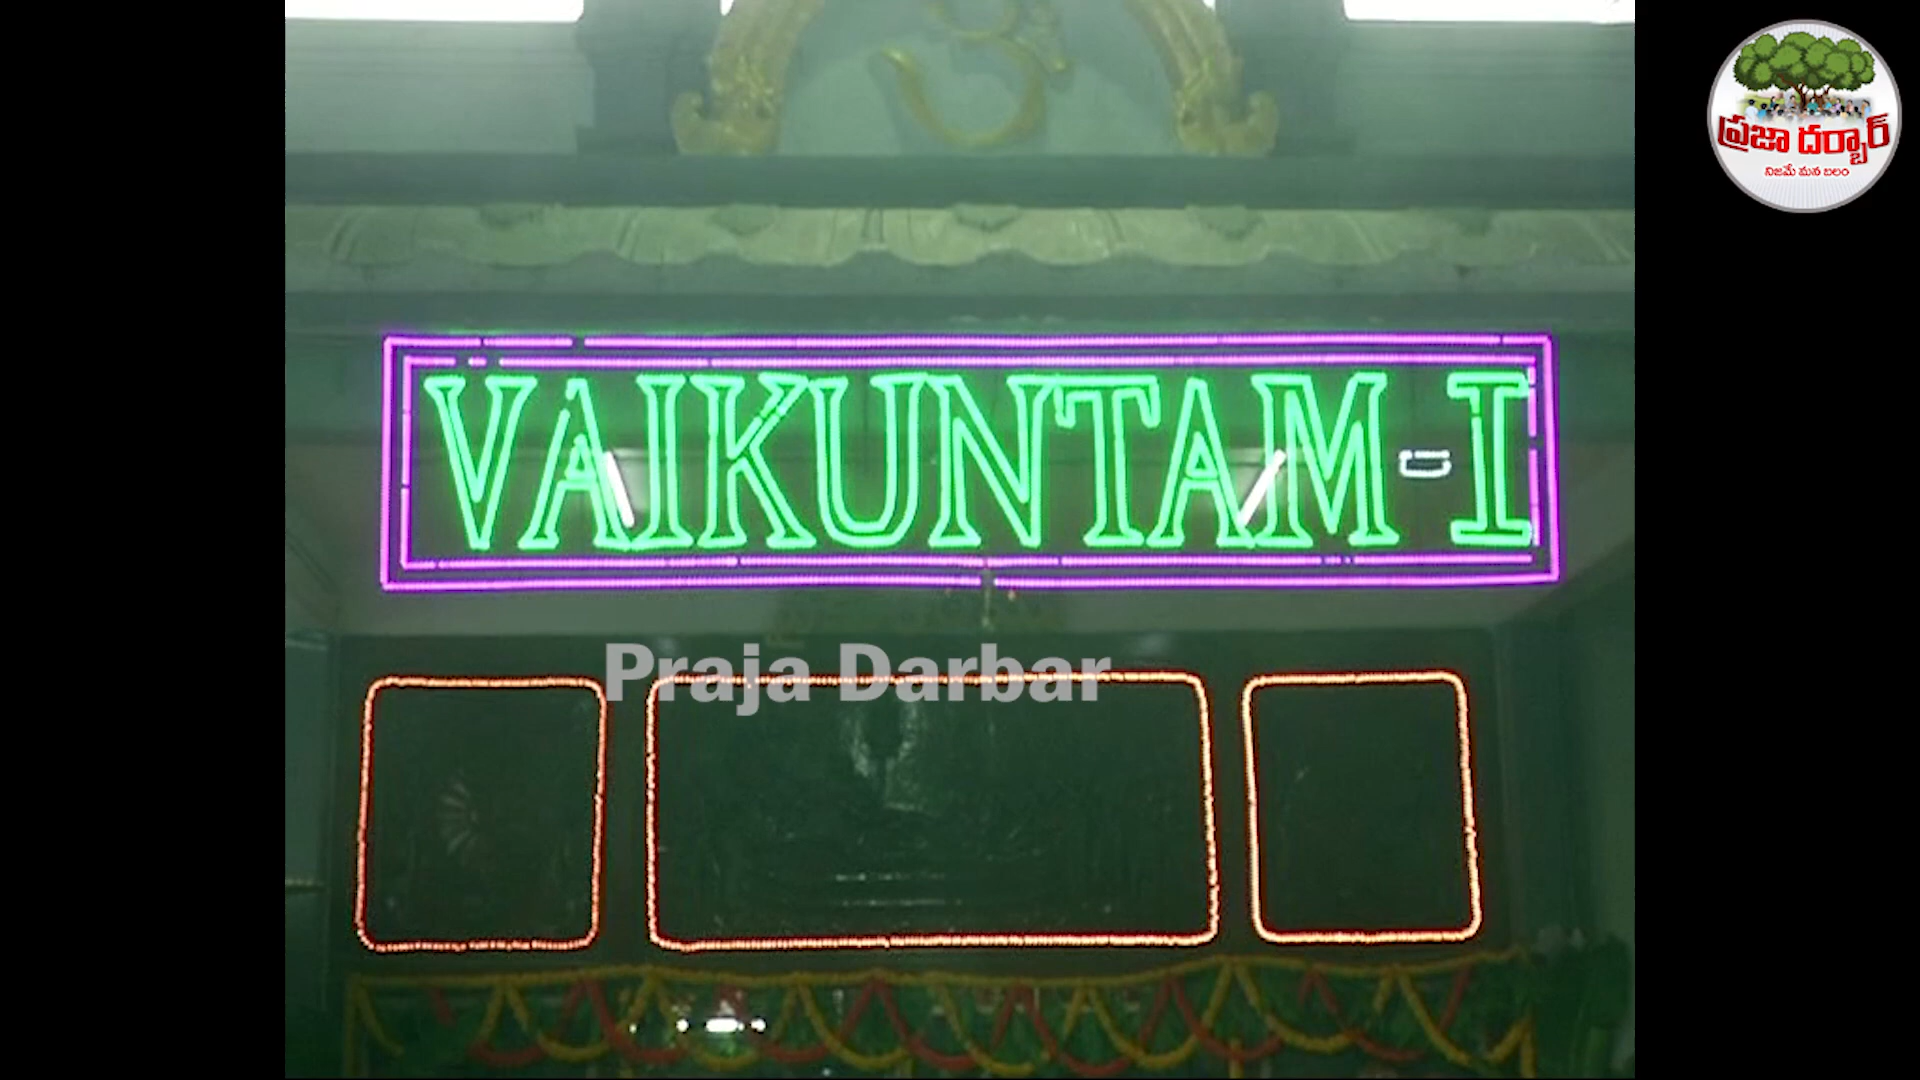 ప్రజా దర్బార్
నిజమే మన బలం
ॐ
VAIKUNTAM-I
Praja Darbar